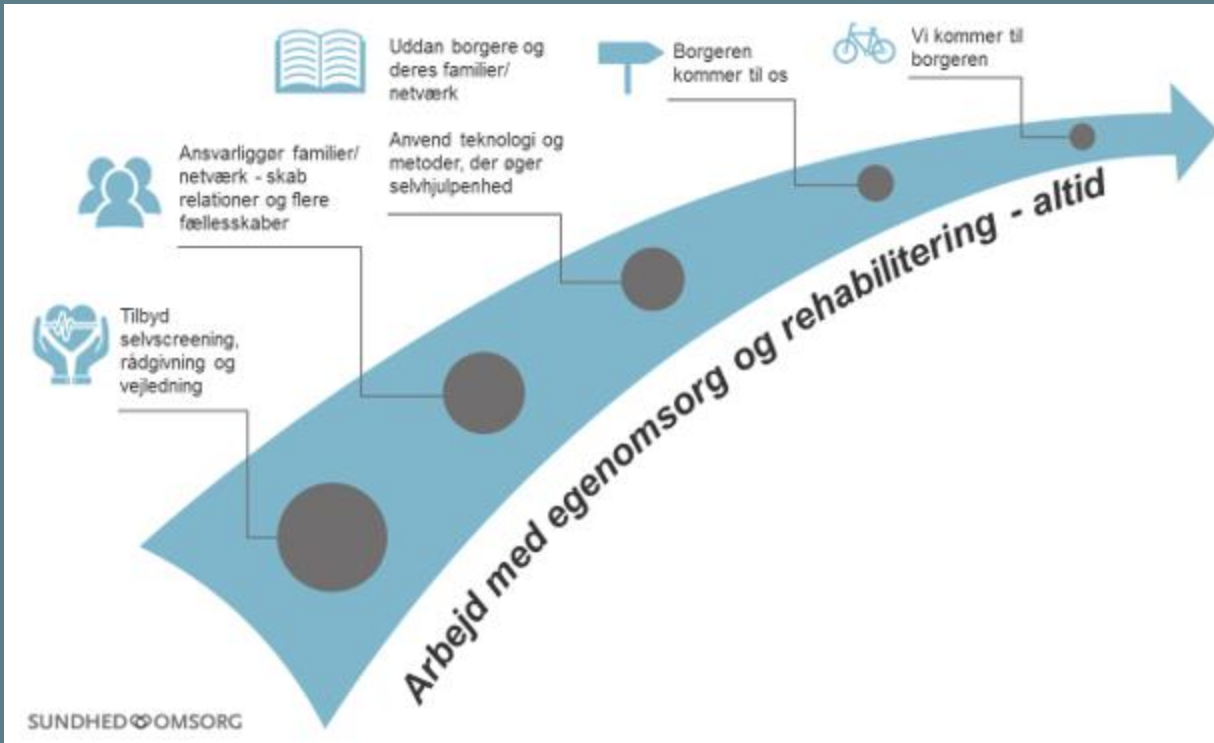 Uddan borgere og
deres familier/
netværk
Anvend teknologi og
metoder, der øger
selvhjulpenhed
Borgeren
kommer til os
Vi kommer til
borgeren
Ansvarliggør familier/
netværk - skab
relationer og flere
fællesskaber
Tilbyd
selvscreening,
rådgivning og
vejledning
Arbejd med egenomsorg og rehabilitering - altid
SUNDHED OMSORG